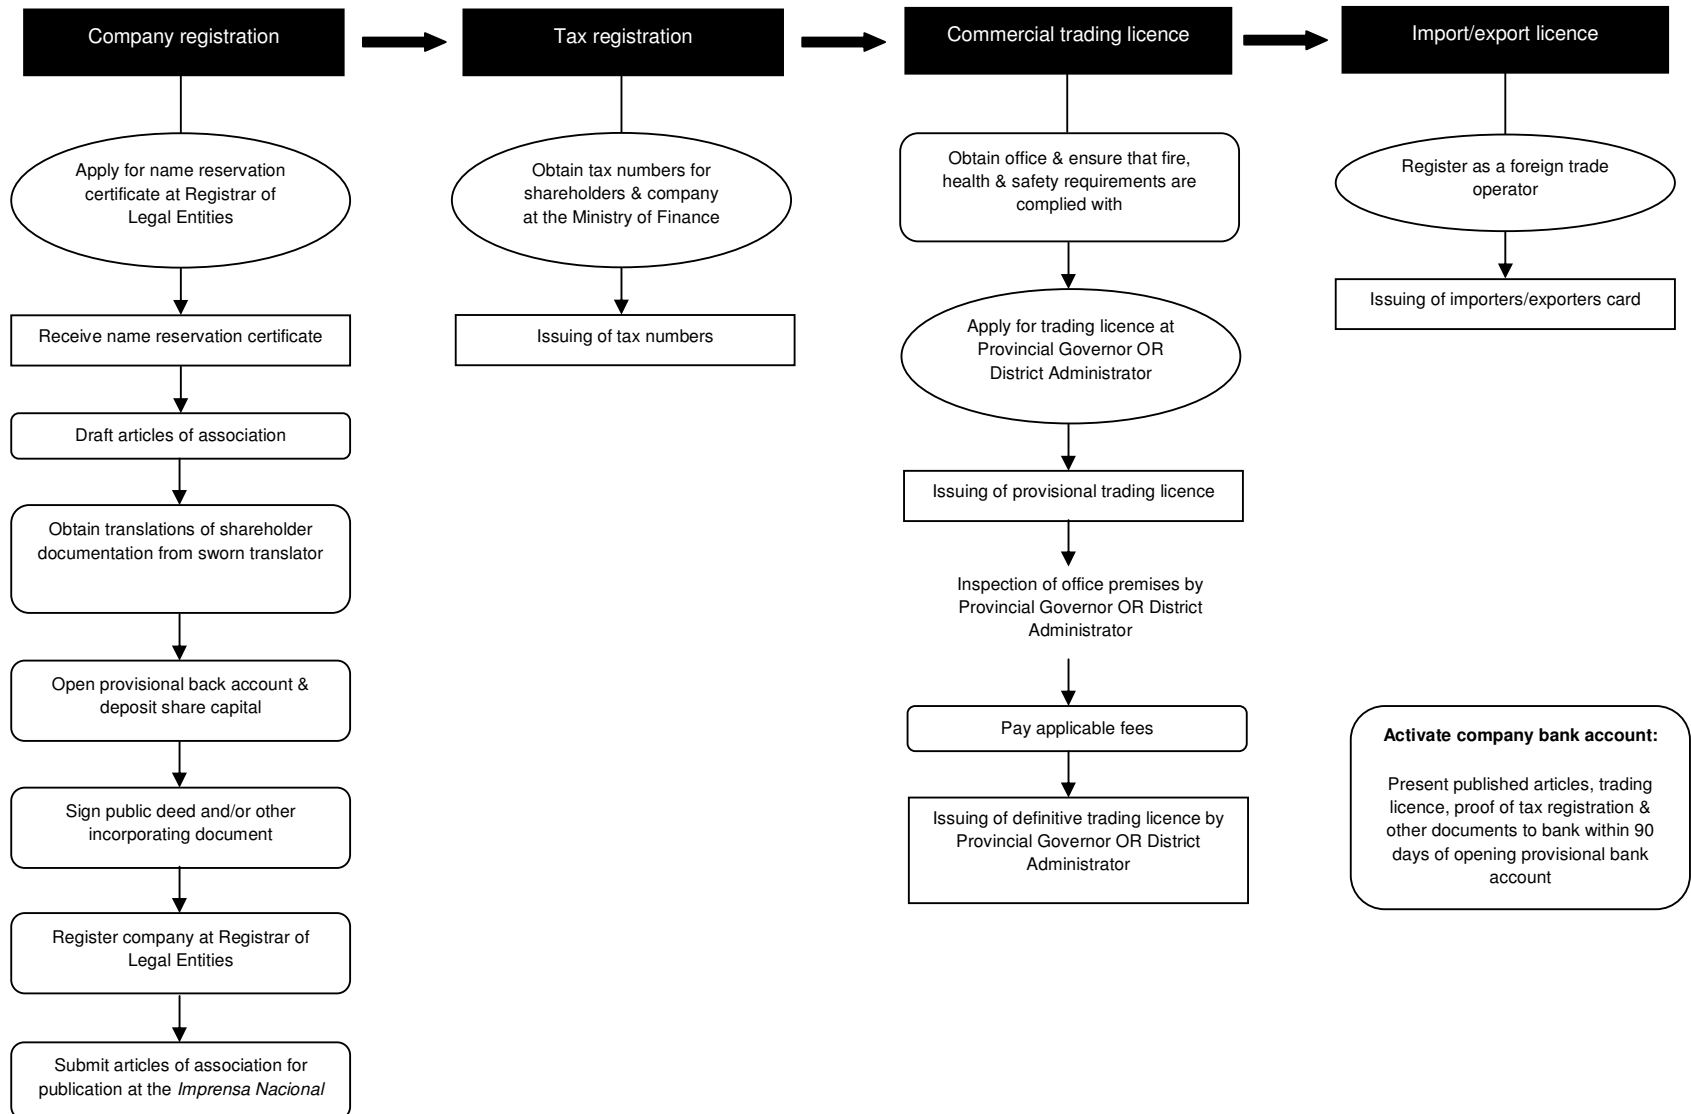 Company registration
Apply for name reservation
certificate at Registrar of
Legal Entities
Receive name reservation certificate
Draft articles of association
Obtain translations of shareholder
documentation from sworn translator
Open provisional back account &
deposit share capital
Sign public deed and/or other
incorporating document
Register company at Registrar of
Legal Entities
Submit articles of association for
publication at the Imprensa Nacional
Tax registration
Obtain tax numbers for
shareholders & company
at the Ministry of Finance
Issuing of tax numbers
Commercial trading licence
Obtain office & ensure that fire,
health & safety requirements are
complied with
Apply for trading licence at
Provincial Governor OR
District Administrator
Issuing of provisional trading licence
Inspection of office premises by
Provincial Governor OR District
Administrator
Pay applicable fees
Issuing of definitive trading licence by
Provincial Governor OR District
Administrator
Import/export licence
Register as a foreign trade
operator
Issuing of importers/exporters card
Activate company bank account:
Present published articles, trading
licence, proof of tax registration &
other documents to bank within 90
days of opening provisional bank
account